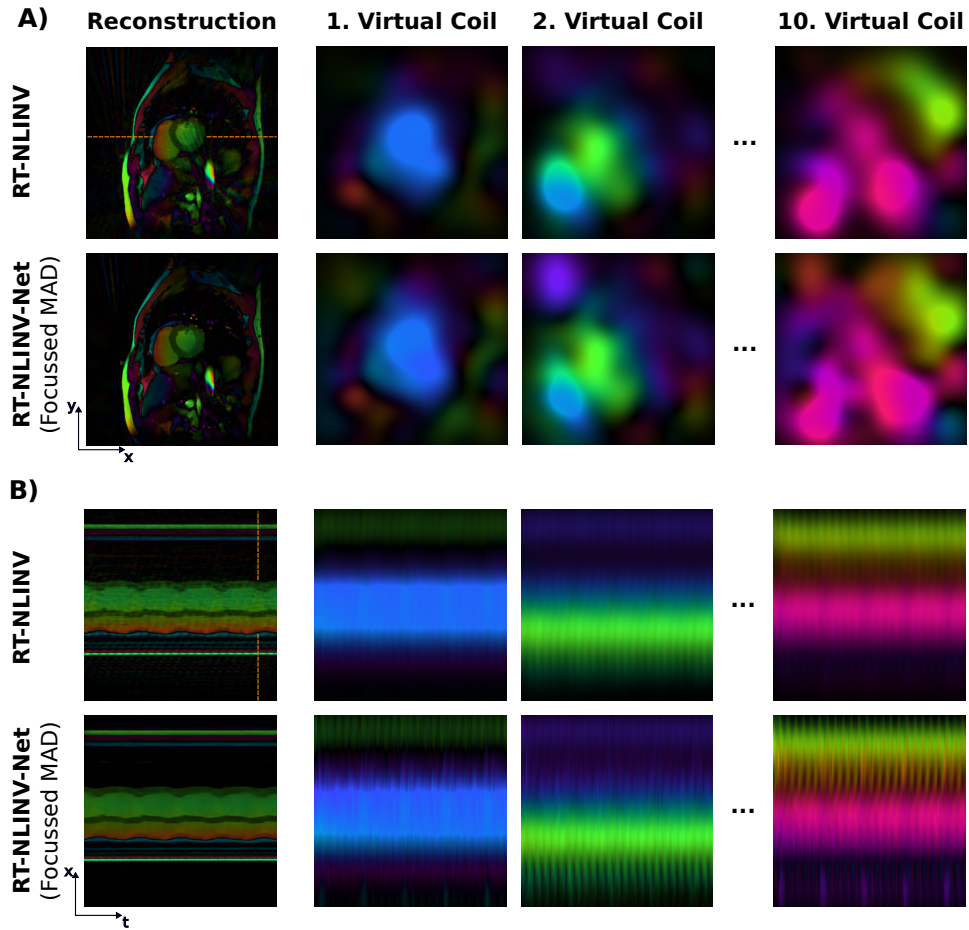 A)
Reconstruction 1. Virtual Coil 2. Virtual Coil 10. Virtual Coil
RT-NLINV
...
RT-NLINV-Net
(Focussed MAD)
...
y
x
B)
RT-NLINV
...
RT-NLINV-Net
(Focussed MAD)
...
x
t